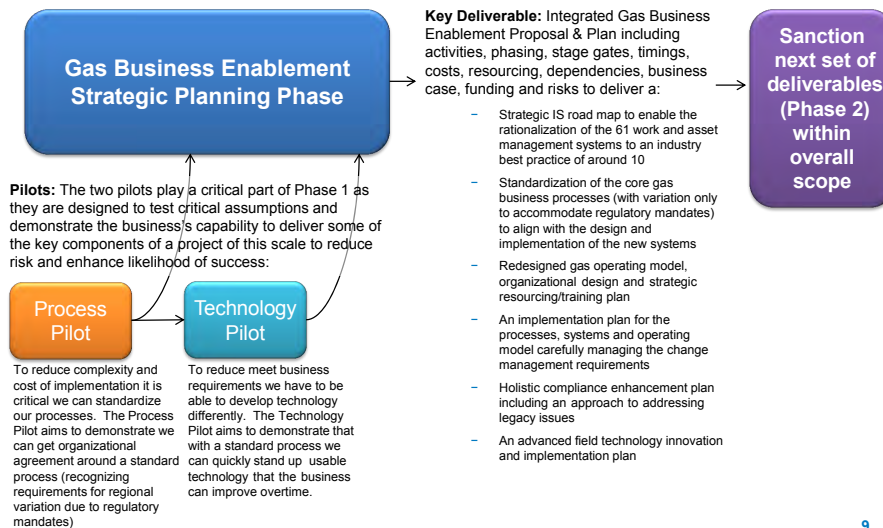 Gas Business Enablement
Strategic Planning Phase
Pilots: The two pilots play a critical part of Phase 1 as
they are designed to test critical assumptions and
demonstrate the business's capability to deliver some of
the key components of a project of this scale to reduce
risk and enhance likelihood of success:
Process
Pilot
To reduce complexity and
cost of implementation it is
critical we can standardize
our processes.  The Process
Pilot aims to demonstrate we
can get organizational
agreement around a standard
process (recognizing
requirements for regional
variation due to regulatory
mandates)
Technology
Pilot
To reduce meet business
requirements we have to be
able to develop technology
differently.  The Technology
Pilot aims to demonstrate that
with a standard process we
can quickly stand up  usable
technology that the business
can improve overtime.
Key Deliverable: Integrated Gas Business
Enablement Proposal & Plan including
activities, phasing, stage gates, timings,
costs, resourcing, dependencies, business
case, funding and risks to deliver a:
– Strategic IS road map to enable the
rationalization of the 61 work and asset
management systems to an industry
best practice of around 10
– Standardization of the core gas
business processes (with variation only
to accommodate regulatory mandates)
to align with the design and
implementation of the new systems
– Redesigned gas operating model,
organizational design and strategic
resourcing/training plan
– An implementation plan for the
processes, systems and operating
model carefully managing the change
management requirements
– Holistic compliance enhancement plan
including an approach to addressing
legacy issues
– An advanced field technology innovation
and implementation plan
Sanction
next set of
deliverables
(Phase 2)
within
overall
scope
9